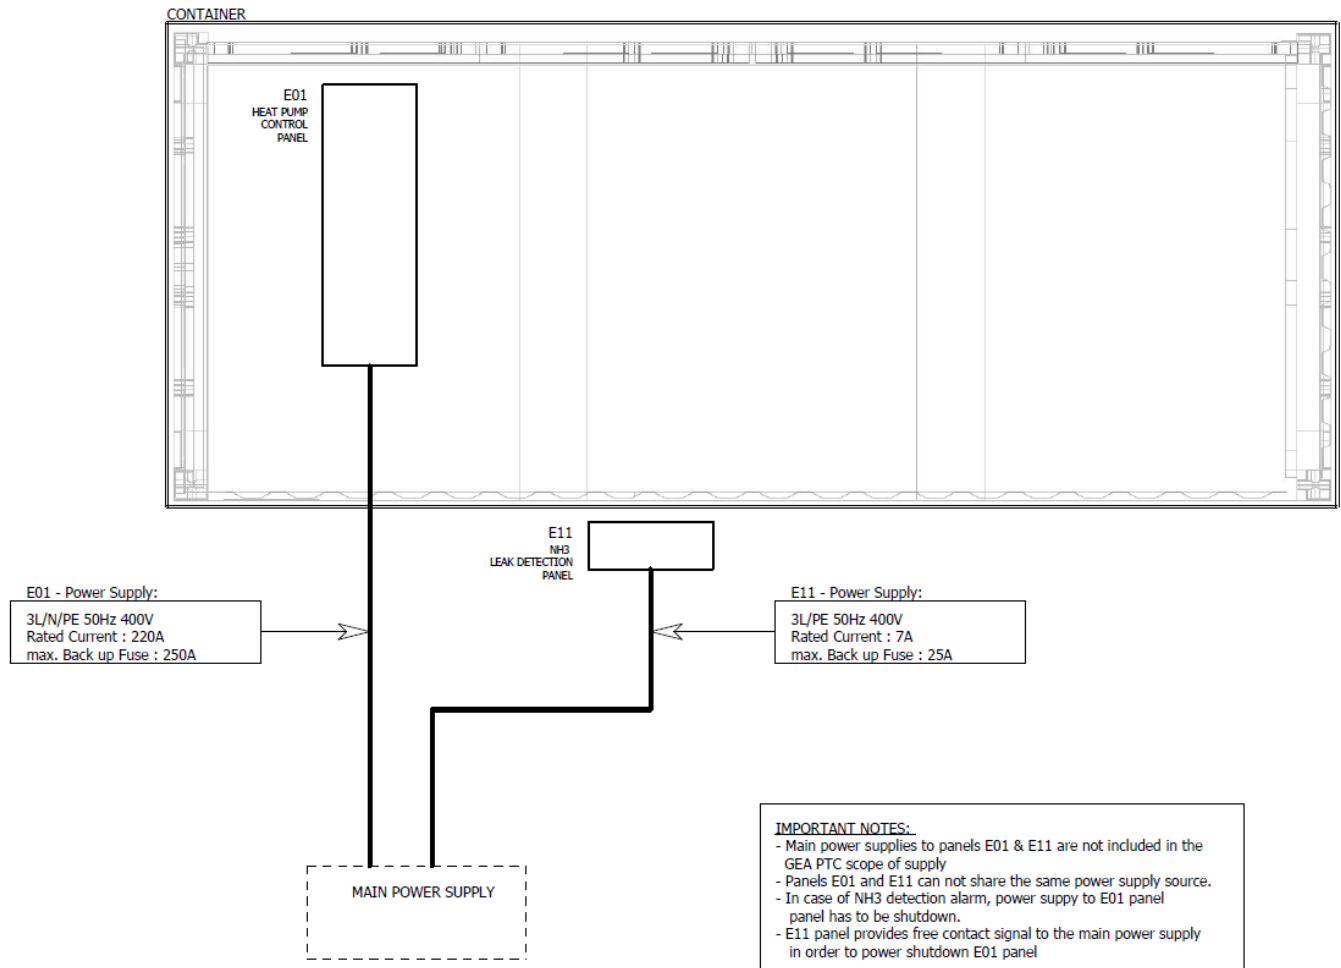 CONTAINER
E01
HEAT PUMP
CONTROL
PANEL
E11
NH3
LEAK DETECTION
PANEL
E01 - Power Supply:
3L/N/PE 50Hz 400V
Rated Current : 220A
max. Back up Fuse : 250A
E11 - Power Supply:
3L/PE 50Hz 400V
Rated Current : 7A
max. Back up Fuse : 25A
MAIN POWER SUPPLY
IMPORTANT NOTES:
- Main power supplies to panels E01 & E11 are not included in the
GEA PTC scope of supply
- Panels E01 and E11 can not share the same power supply source.
- In case of NH3 detection alarm, power suppy to E01 panel
panel has to be shutdown.
- E11 panel provides free contact signal to the main power supply
in order to power shutdown E01 panel